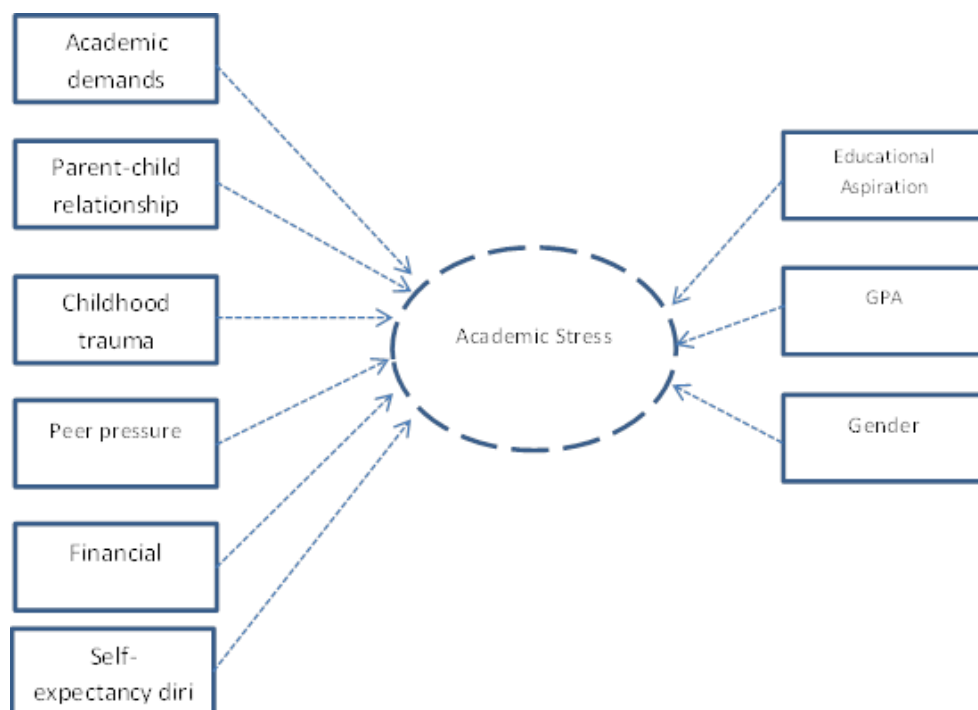 Academic
demands
Parent-child
relationship
Childhood
trauma
Peer pressure
Financial
Self-
expectancy diri
Academic Stress
Educational
Aspiration
GPA
Gender